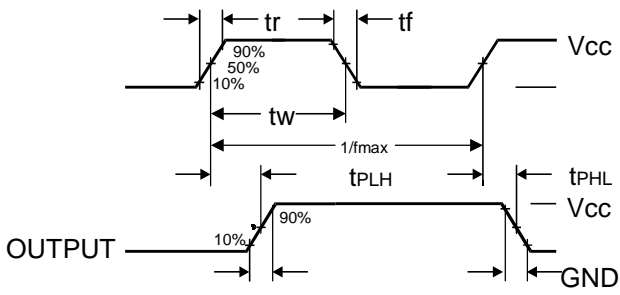 tr
tf
90%
50%
10%
Vcc
tw
1/fmax
tPLH
tPHL
Vcc
90%
10%
OUTPUT
GND